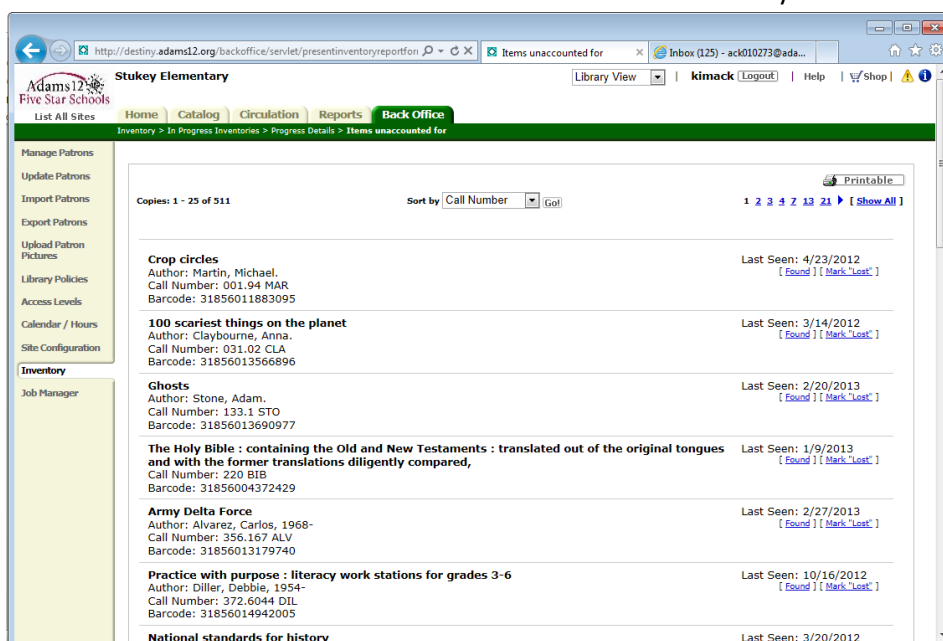 http://destiny.adams12.org/backoffice/servlet/presentinventoryreportfori
Items unaccounted for
Inbox (125) - ack010273@ada...
Adams12
Five Star Schools
List All Sites
Stukey Elementary
Library View | kimack Logout | Help | Shop |
Home Catalog Circulation Reports Back Office
Inventory > In Progress Inventories > Progress Details > Items unaccounted for
Manage Patrons
Update Patrons
Import Patrons
Export Patrons
Upload Patron
Pictures
Library Policies
Access Levels
Calendar / Hours
Site Configuration
Inventory
Job Manager
Printable
Copies: 1 - 25 of 511
Sort by Call Number Go!
1 2 3 4 7 13 21 [ Show All ]
Crop circles
Author: Martin, Michael.
Call Number: 001.94 MAR
Barcode: 31856011883095
Last Seen: 4/23/2012
[ Found ] [ Mark "Lost" ]
100 scariest things on the planet
Author: Claybourne, Anna.
Call Number: 031.02 CLA
Barcode: 31856013566896
Last Seen: 3/14/2012
[ Found ] [ Mark "Lost" ]
Ghosts
Author: Stone, Adam.
Call Number: 133.1 STO
Barcode: 31856013690977
Last Seen: 2/20/2013
[ Found ] [ Mark "Lost" ]
The Holy Bible : containing the Old and New Testaments : translated out of the original tongues
and with the former translations diligently compared,
Call Number: 220 BIB
Barcode: 31856004372429
Last Seen: 1/9/2013
[ Found ] [ Mark "Lost" ]
Army Delta Force
Author: Alvarez, Carlos, 1968-
Call Number: 356.167 ALV
Barcode: 31856013179740
Last Seen: 2/27/2013
[ Found ] [ Mark "Lost" ]
Practice with purpose : literacy work stations for grades 3-6
Author: Diller, Debbie, 1954-
Call Number: 372.6044 DIL
Barcode: 31856014942005
Last Seen: 10/16/2012
[ Found ] [ Mark "Lost" ]
National standards for history
Last Seen: 3/20/2012